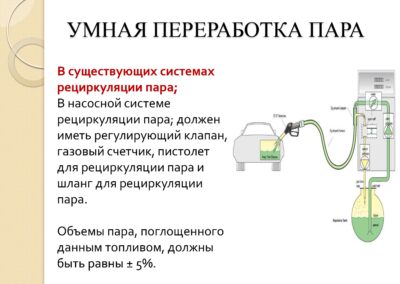 УМНАЯ ПЕРЕРАБОТКА ПАРА
В существующих системах
рециркуляции пара;
В насосной системе
рециркуляции пара; должен
иметь регулирующий клапан,
газовый счетчик, пистолет
для рециркуляции пара и
шланг для рециркуляции
пара.
Объемы пара, поглощенного
данным топливом, должны
быть равны ± 5%.